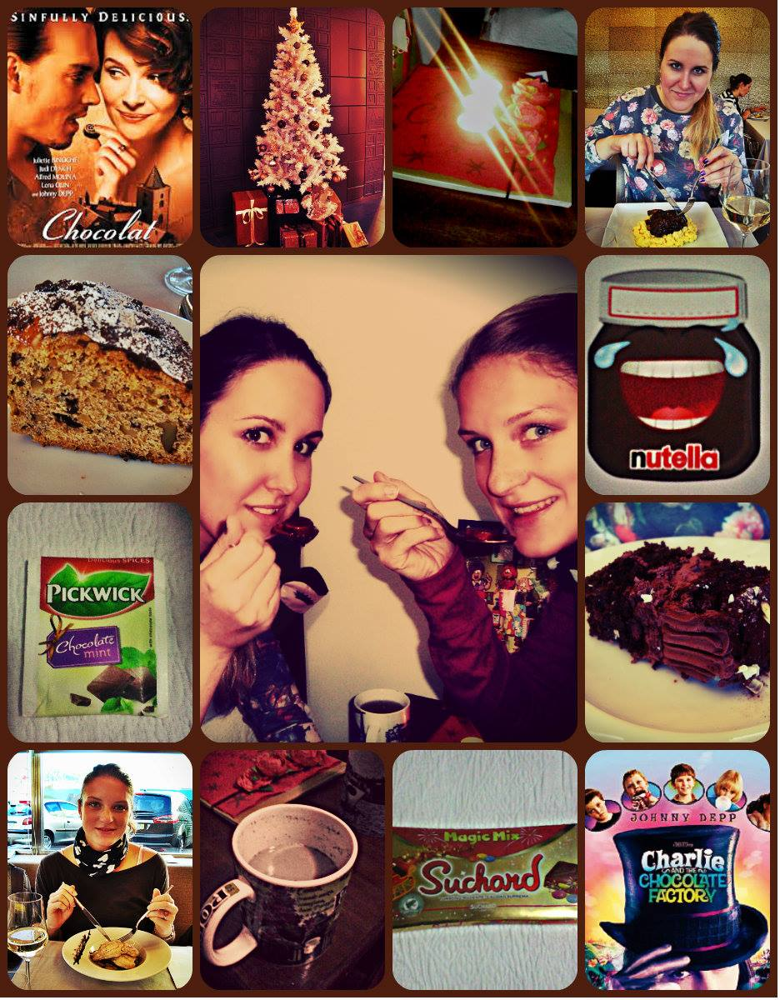 SINFULLY DELICIOUS.
Juliette BINOCHE
Judi DENCH
Alfred MOLINA
Lena OLIN
and Johnny DEPP
Chocolat
nutella
Delicious SPICES
PICKWICK
Chocolate
mint
Magic Mix
Suchard
JOHNNY DEPP
Charlie
AND THE
CHOCOLATE
FACTORY